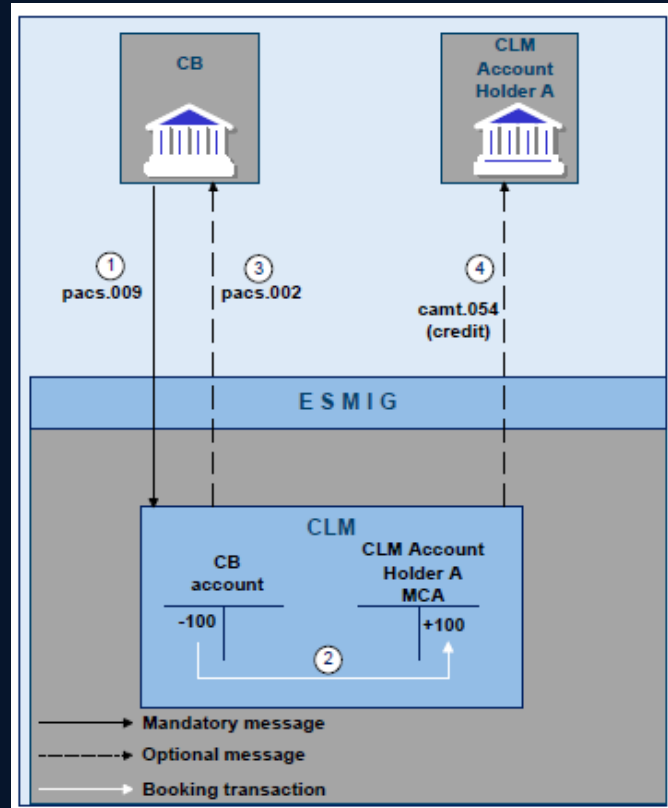 CB
CLM
Account
Holder A
1
pacs.009
3
pacs.002
4
camt.054
(credit)
ESMIG
CLM
CB
account
CLM Account
Holder A
MCA
-100
+100
2
Mandatory message
Optional message
Booking transaction